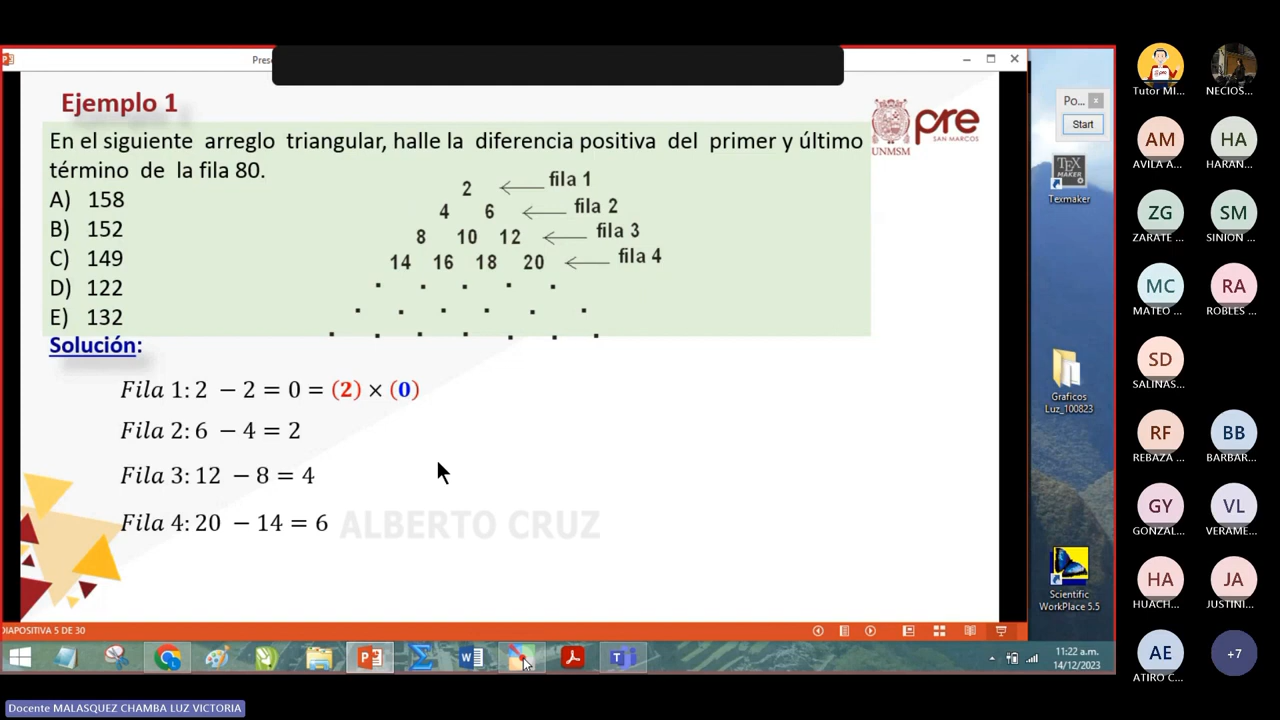 Ejemplo 1
En el siguiente arreglo triangular, halle la diferencia positiva del primer y último
término de la fila 80.
A) 158
B) 152
C) 149
D) 122
E) 132
2 fila 1
4 6 fila 2
8 10 12 fila 3
14 16 18 20 fila 4
Solución:
Fila 1: 2 − 2 = 0 = (2) × (0)
Fila 2: 6 − 4 = 2
Fila 3: 12 − 8 = 4
Fila 4: 20 − 14 = 6
ALBERTO CRUZ
UNMSM
pre
SAN MARCOS
Prese
Po...
Start
TEX
MAKER
Texmaker
Graficos
Luz_100823
Scientific
WorkPlace 5.5
DIAPOSITIVA 5 DE 30
11:22 a.m.
14/12/2023
Tutor MI...
NECIOS...
AM
AVILA A...
HA
HARAN...
ZG
ZARATE ...
SM
SINION ...
MC
MATEO ...
RA
ROBLES ...
SD
SALINAS...
RF
REBAZA ...
BB
BARBAR...
GY
GONZAL...
VL
VERAME...
HA
HUACH...
JA
JUSTINI...
AE
ATIRO C...
+7
Docente MALASQUEZ CHAMBA LUZ VICTORIA